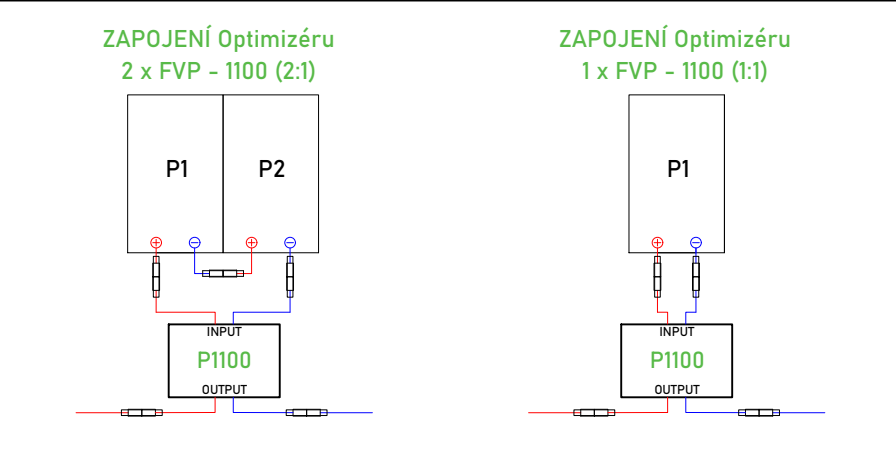 ZAPOJENÍ Optimizéru
2 x FVP - 1100 (2:1)
P1
P2
+
−
+
−
INPUT
P1100
OUTPUT
ZAPOJENÍ Optimizéru
1 x FVP - 1100 (1:1)
P1
+
−
INPUT
P1100
OUTPUT